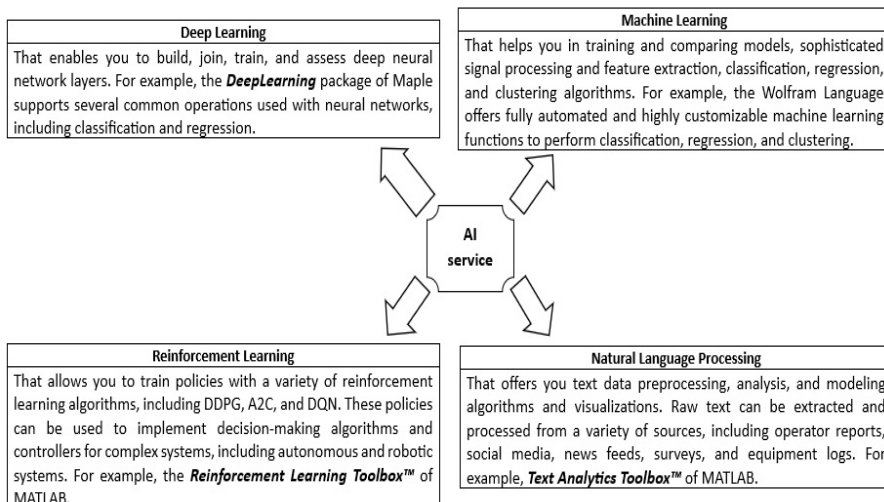 Deep Learning
That enables you to build, join, train, and assess deep neural
network layers. For example, the DeepLearning package of Maple
supports several common operations used with neural networks,
including classification and regression.
Machine Learning
That helps you in training and comparing models, sophisticated
signal processing and feature extraction, classification, regression,
and clustering algorithms. For example, the Wolfram Language
offers fully automated and highly customizable machine learning
functions to perform classification, regression, and clustering.
AI
service
Reinforcement Learning
That allows you to train policies with a variety of reinforcement
learning algorithms, including DDPG, A2C, and DQN. These policies
can be used to implement decision-making algorithms and
controllers for complex systems, including autonomous and robotic
systems. For example, the Reinforcement Learning Toolbox™ of
MATLAB.
Natural Language Processing
That offers you text data preprocessing, analysis, and modeling
algorithms and visualizations. Raw text can be extracted and
processed from a variety of sources, including operator reports,
social media, news feeds, surveys, and equipment logs. For
example, Text Analytics Toolbox™ of MATLAB.